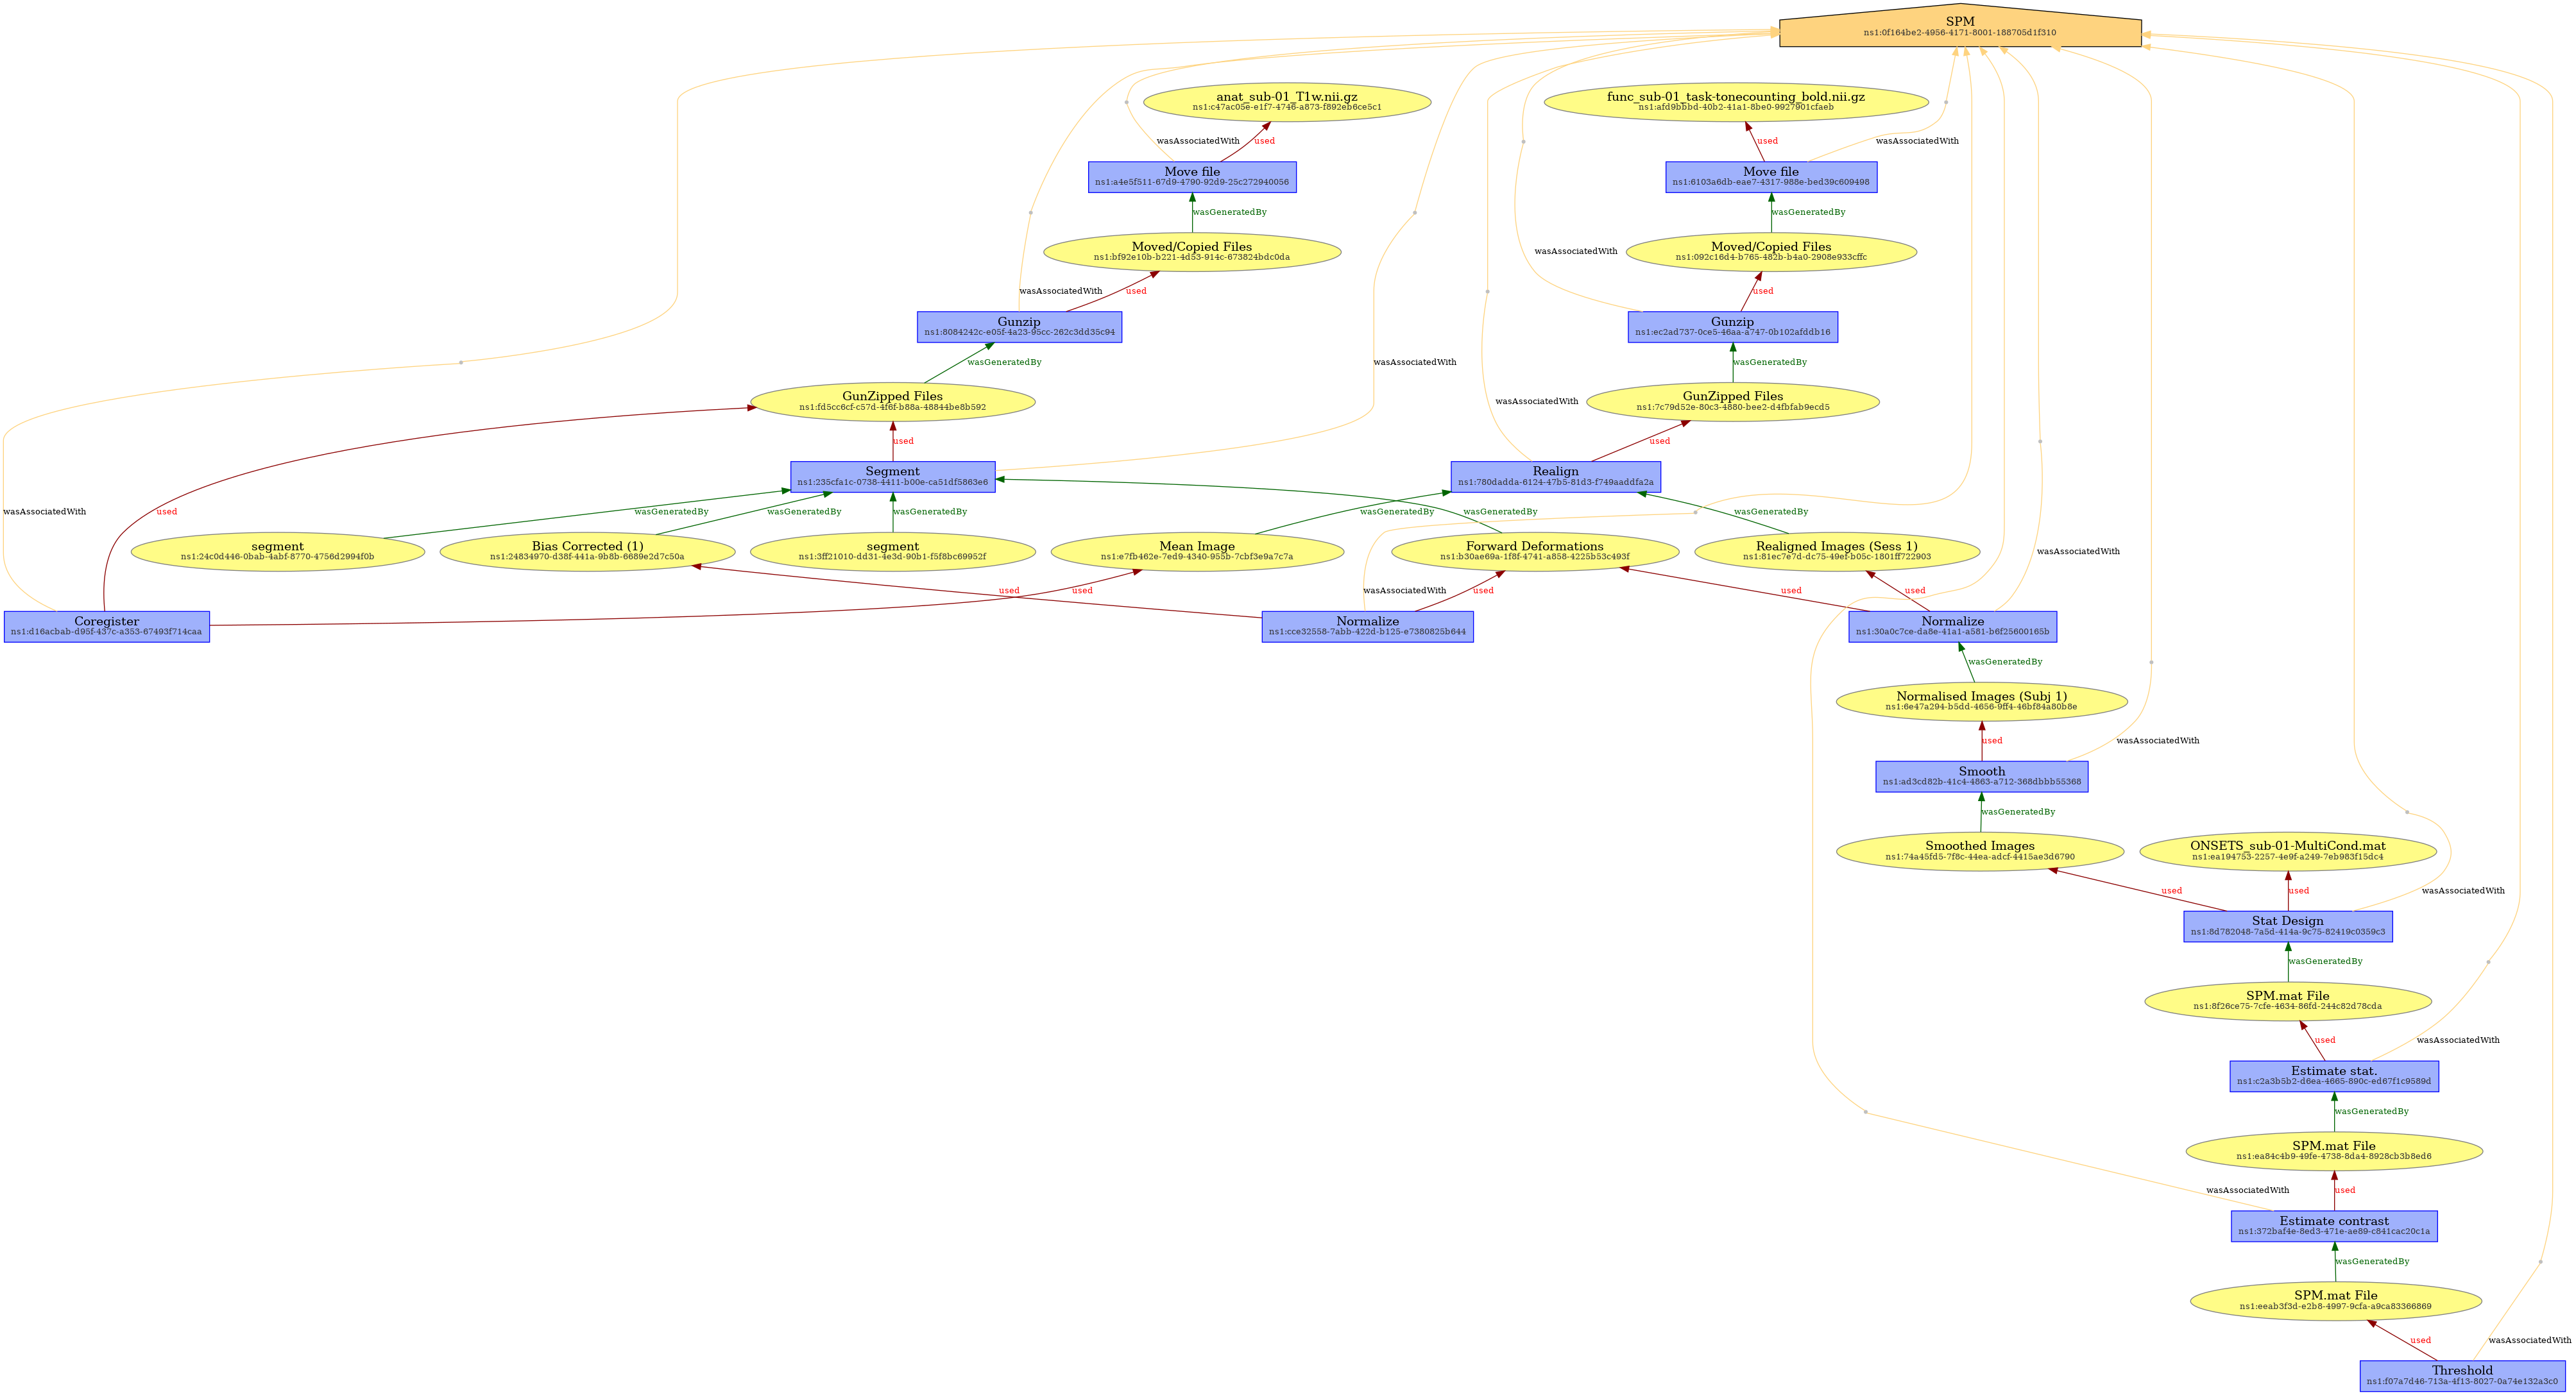 SPM
ns1:0f164be2-4956-4171-8001-188705d1f310
anat_sub-01_T1w.nii.gz
ns1:c47ac05e-e1f7-4746-a873-f892eb6ce5c1
func_sub-01_task-tonecounting_bold.nii.gz
ns1:afd9bbbd-40b2-41a1-8be0-9927901cfaeb
wasAssociatedWith
used
used
wasAssociatedWith
Move file
ns1:a4e5f511-67d9-4790-92d9-25c272940056
Move file
ns1:6103a6db-eae7-4317-988e-bed39c609498
wasGeneratedBy
wasGeneratedBy
Moved/Copied Files
ns1:bf92e10b-b221-4d53-914c-673824bdc0da
wasAssociatedWith
Moved/Copied Files
ns1:092c16d4-b765-482b-b4a0-2908e933cffc
wasAssociatedWith
used
used
Gunzip
ns1:8084242c-e05f-4a23-95cc-262c3dd35c94
Gunzip
ns1:ec2ad737-0ce5-46aa-a747-0b102afddb16
wasGeneratedBy
wasAssociatedWith
wasGeneratedBy
GunZipped Files
ns1:fd5cc6cf-c57d-4f6f-b88a-48844be8b592
wasAssociatedWith
GunZipped Files
ns1:7c79d52e-80c3-4880-bee2-d4fbfab9ecd5
used
used
Segment
ns1:235cfa1c-0738-4411-b00e-ca51df5863e6
Realign
ns1:780dadda-6124-47b5-81d3-f749aaddfa2a
wasAssociatedWith
used
wasGeneratedBy
wasGeneratedBy
wasGeneratedBy
wasGeneratedBy
wasGeneratedBy
wasGeneratedBy
segment
ns1:24c0d446-0bab-4abf-8770-4756d2994f0b
Bias Corrected (1)
ns1:24834970-d38f-441a-9b8b-6689e2d7c50a
segment
ns1:3ff21010-dd31-4e3d-90b1-f5f8bc69952f
Mean Image
ns1:e7fb462e-7ed9-4340-955b-7cbf3e9a7c7a
Forward Deformations
ns1:b30ae69a-1f8f-4741-a858-4225b53c493f
Realigned Images (Sess 1)
ns1:81ec7e7d-dc75-49ef-b05c-1801ff722903
wasAssociatedWith
used
used
wasAssociatedWith
used
used
used
Coregister
ns1:d16acbab-d95f-437c-a353-67493f714caa
Normalize
ns1:cce32558-7abb-422d-b125-e7380825b644
Normalize
ns1:30a0c7ce-da8e-41a1-a581-b6f25600165b
wasGeneratedBy
Normalised Images (Subj 1)
ns1:6e47a294-b5dd-4656-9ff4-46bf84a80b8e
used
wasAssociatedWith
Smooth
ns1:ad3cd82b-41c4-4863-a712-368dbbb55368
wasGeneratedBy
Smoothed Images
ns1:74a45fd5-7f8c-44ea-adcf-4415ae3d6790
ONSETS_sub-01-MultiCond.mat
ns1:ea194753-2257-4e9f-a249-7eb983f15dc4
used
used
wasAssociatedWith
Stat Design
ns1:8d782048-7a5d-414a-9c75-82419c0359c3
wasGeneratedBy
SPM.mat File
ns1:8f26ce75-7cfe-4634-86fd-244c82d78cda
used
wasAssociatedWith
Estimate stat.
ns1:c2a3b5b2-d6ea-4665-890c-ed67f1c9589d
wasGeneratedBy
SPM.mat File
ns1:ea84c4b9-49fe-4738-8da4-8928cb3b8ed6
wasAssociatedWith
used
Estimate contrast
ns1:372baf4e-8ed3-471e-ae89-c841cac20c1a
wasGeneratedBy
SPM.mat File
ns1:eeab3f3d-e2b8-4997-9cfa-a9ca83366869
used
wasAssociatedWith
Threshold
ns1:f07a7d46-713a-4f13-8027-0a74e132a3c0